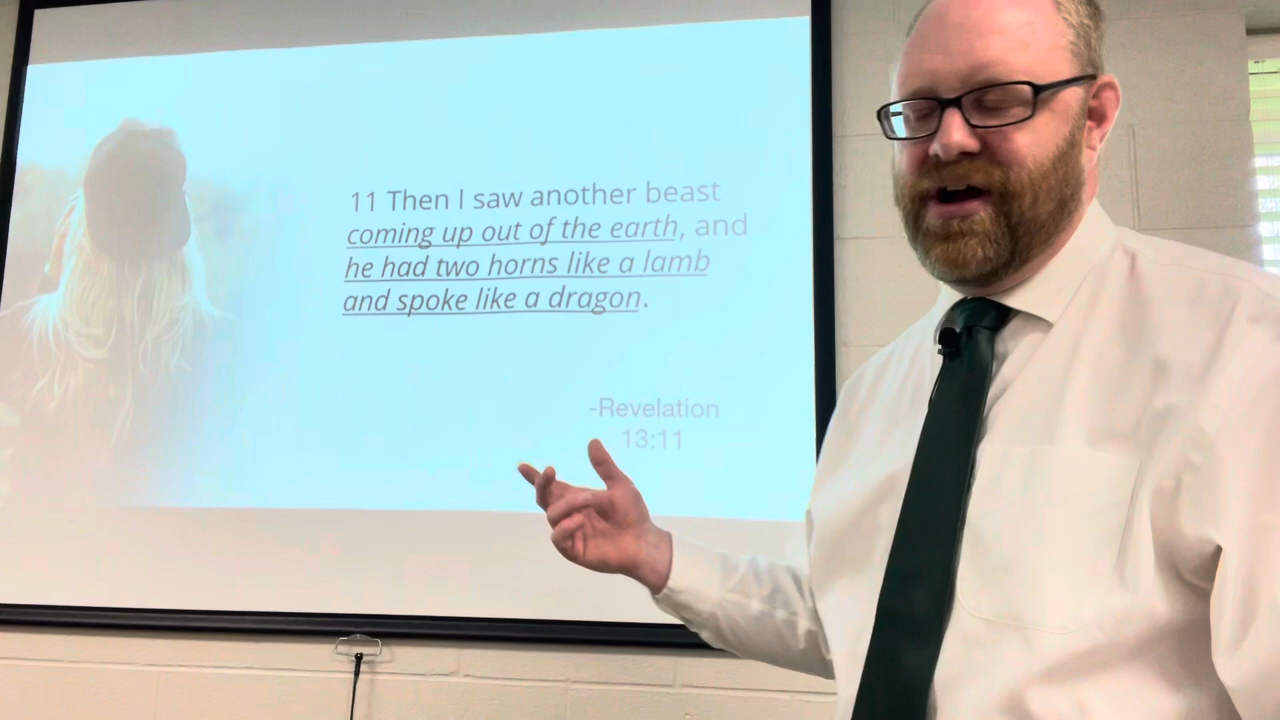 11 Then I saw another beast
coming up out of the earth, and
he had two horns like a lamb
and spoke like a dragon.
-Revelation
13:11